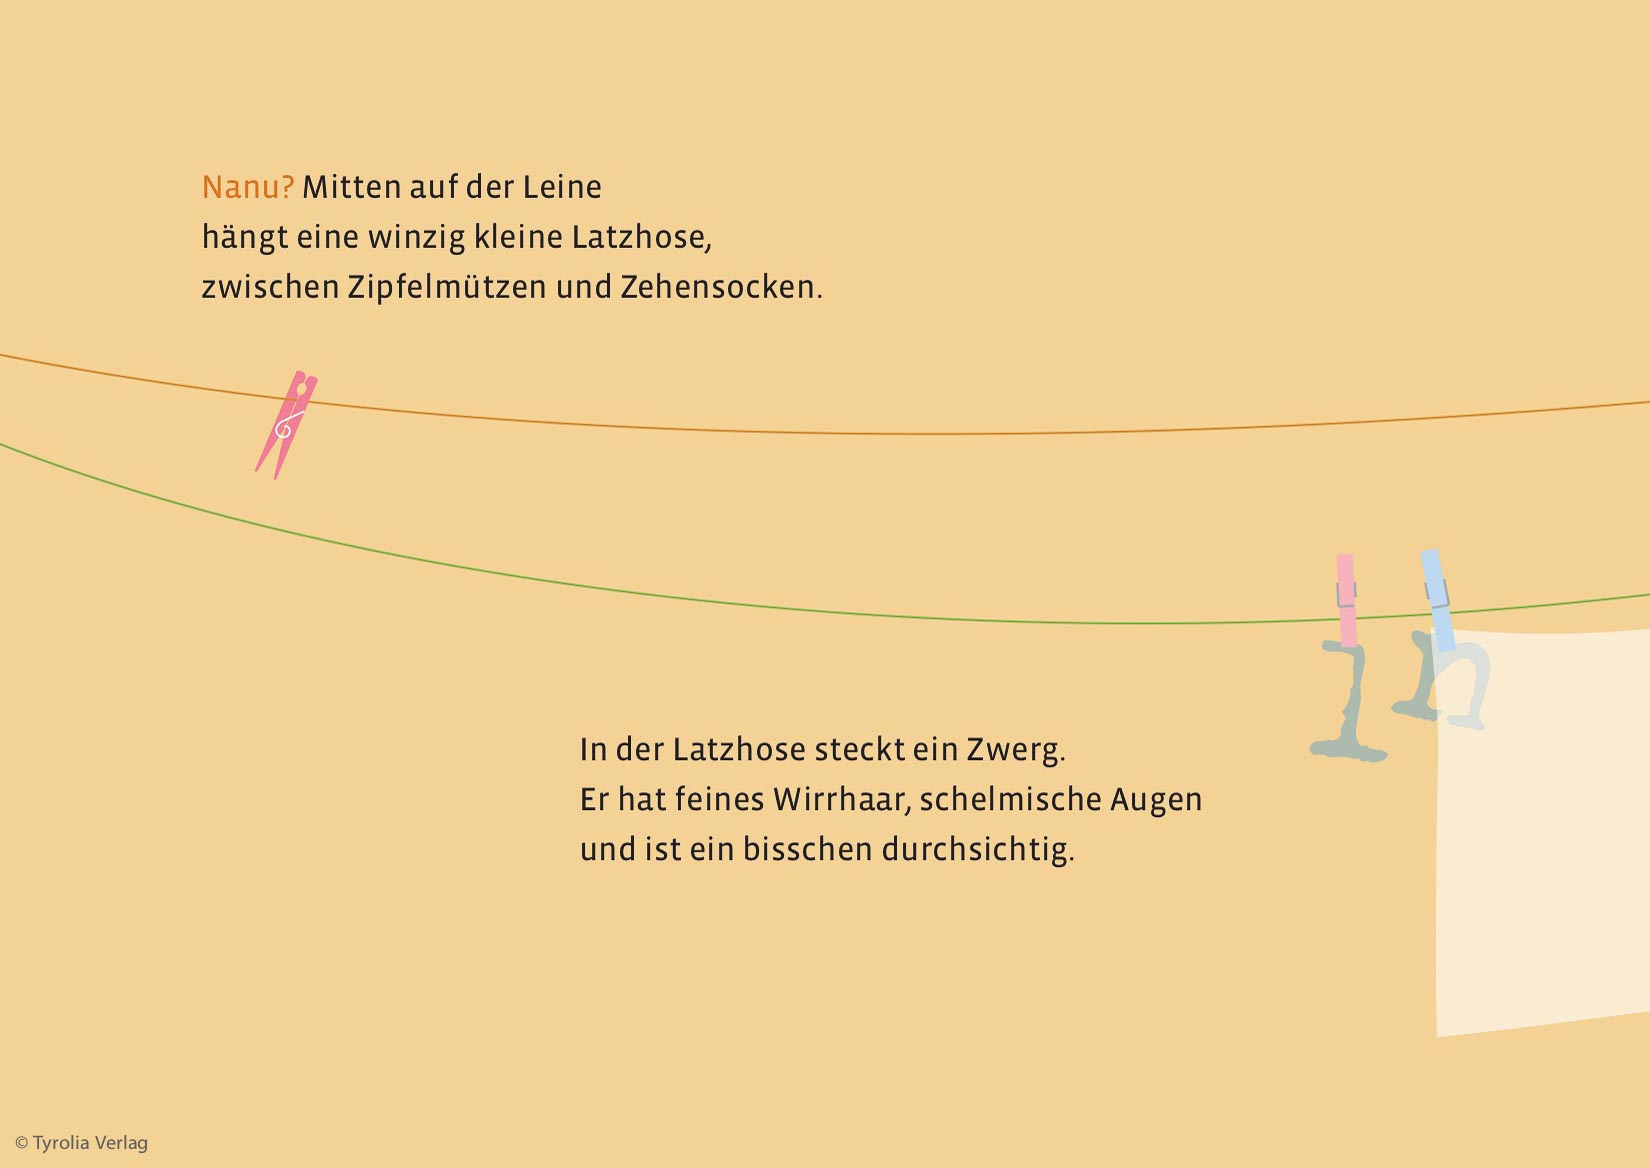 Nanu? Mitten auf der Leine
hängt eine winzig kleine Latzhose,
zwischen Zipfelmützen und Zehensocken.
In der Latzhose steckt ein Zwerg.
Er hat feines Wirrhaar, schelmische Augen
und ist ein bisschen durchsichtig.
© Tyrolia Verlag